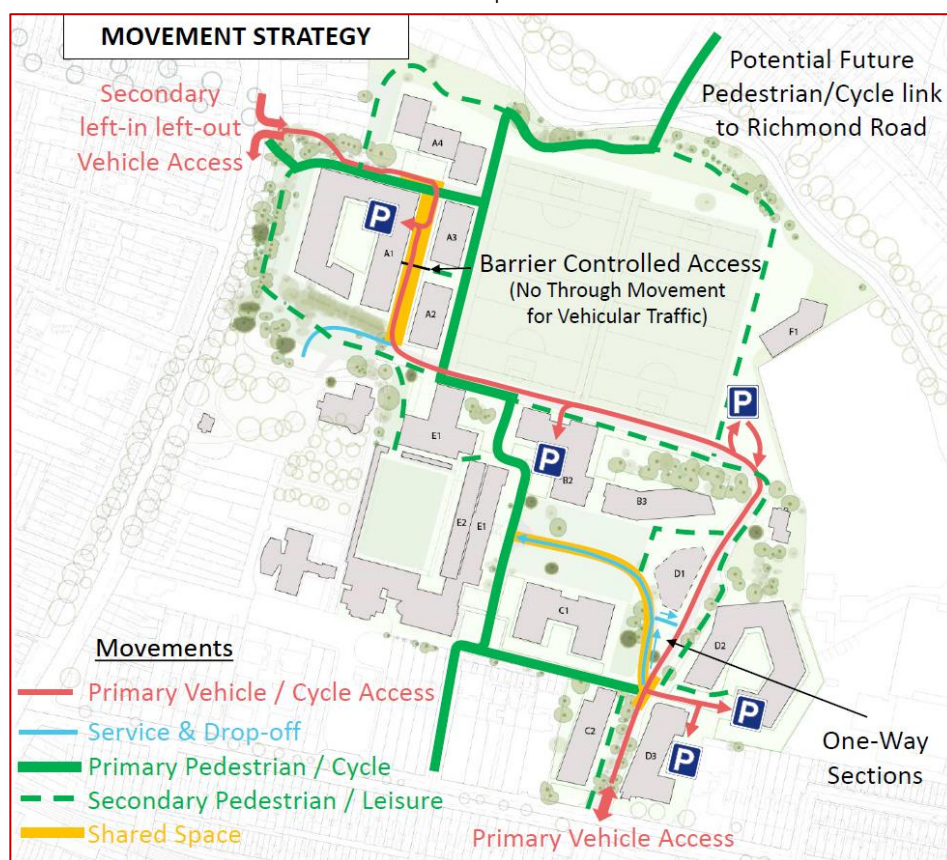 MOVEMENT STRATEGY
Secondary
left-in left-out
Vehicle Access
Potential Future
Pedestrian/Cycle link
to Richmond Road
A4
P
A3
A1
Barrier Controlled Access
(No Through Movement
for Vehicular Traffic)
A2
F1
P
E1
P
B2
B3
E2
E1
D1
C1
D2
P
C2
D3
P
One-Way
Sections
Movements
Primary Vehicle / Cycle Access
Service & Drop-off
Primary Pedestrian / Cycle
Secondary Pedestrian / Leisure
Shared Space
Primary Vehicle Access